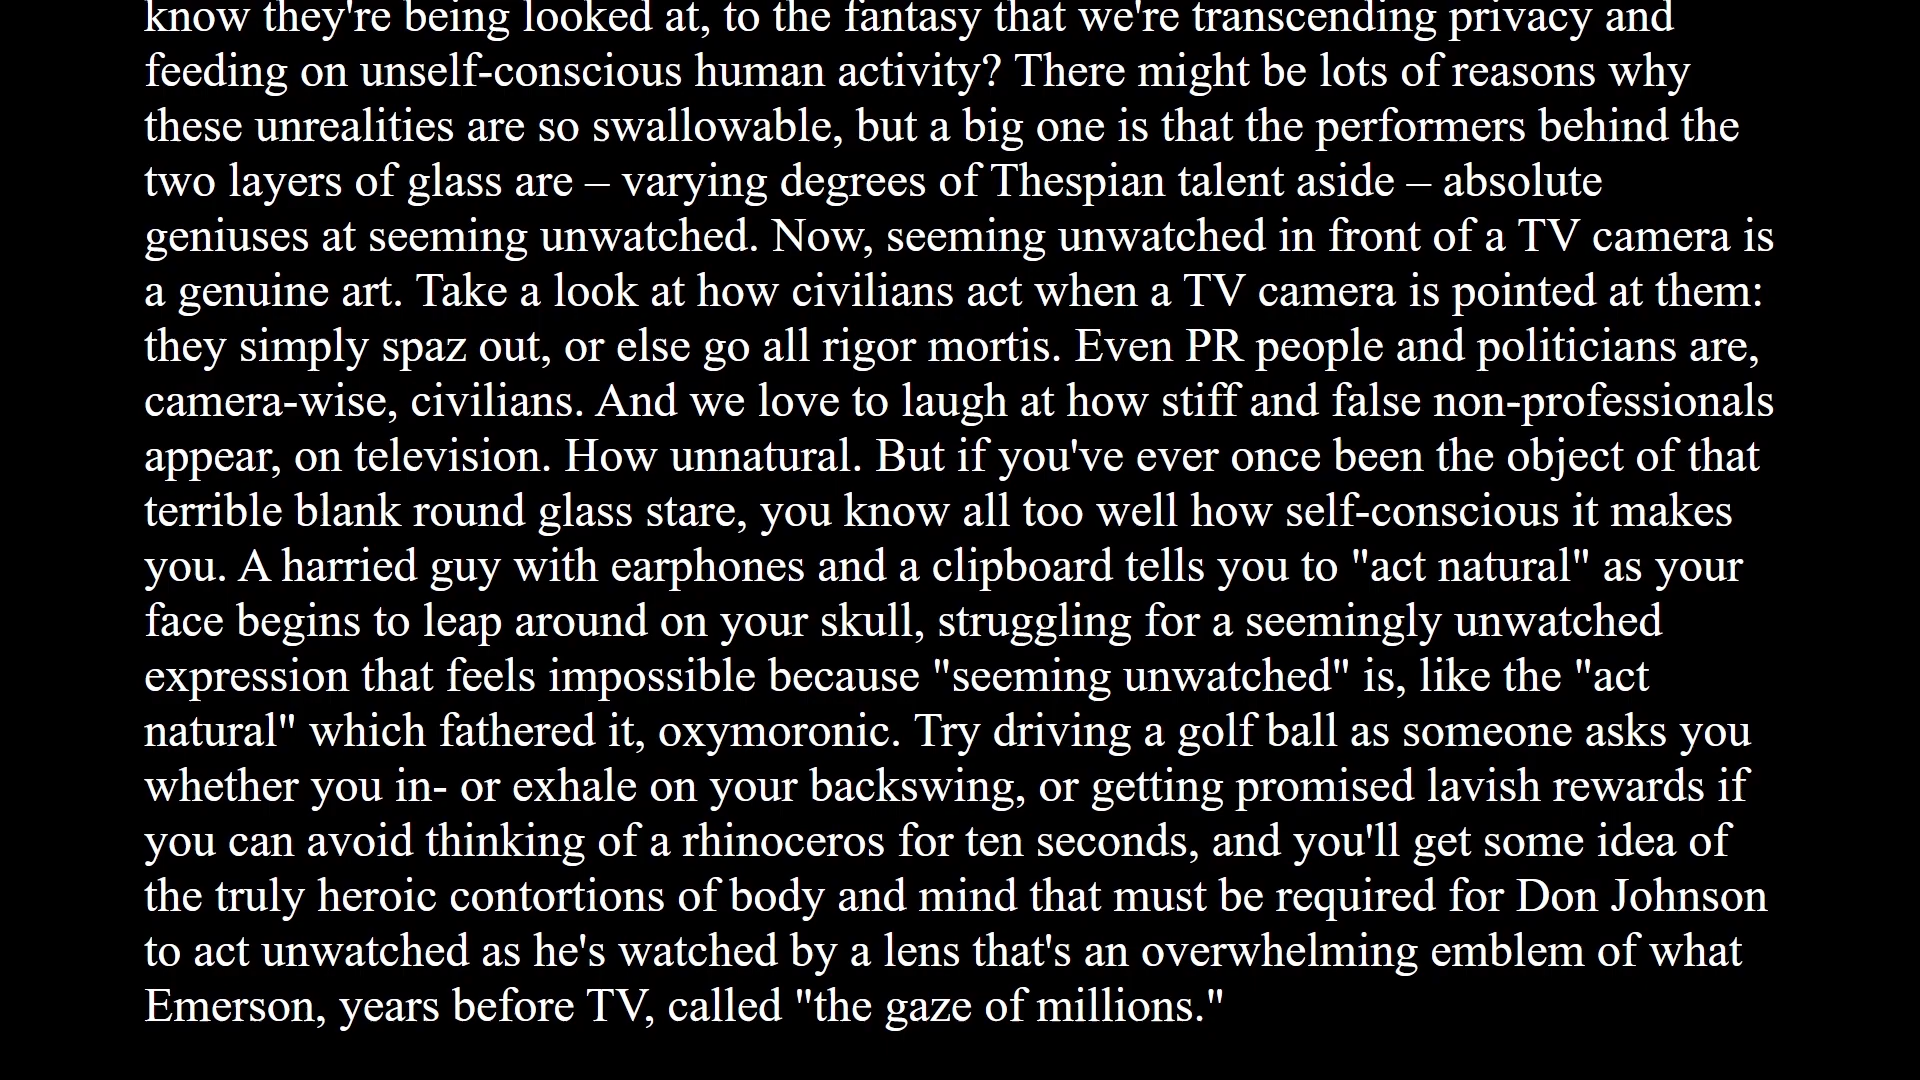 know they're being looked at, to the fantasy that we're transcending privacy and
feeding on unself-conscious human activity? There might be lots of reasons why
these unrealities are so swallowable, but a big one is that the performers behind the
two layers of glass are – varying degrees of Thespian talent aside – absolute
geniuses at seeming unwatched. Now, seeming unwatched in front of a TV camera is
a genuine art. Take a look at how civilians act when a TV camera is pointed at them:
they simply spaz out, or else go all rigor mortis. Even PR people and politicians are,
camera-wise, civilians. And we love to laugh at how stiff and false non-professionals
appear, on television. How unnatural. But if you've ever once been the object of that
terrible blank round glass stare, you know all too well how self-conscious it makes
you. A harried guy with earphones and a clipboard tells you to "act natural" as your
face begins to leap around on your skull, struggling for a seemingly unwatched
expression that feels impossible because "seeming unwatched" is, like the "act
natural" which fathered it, oxymoronic. Try driving a golf ball as someone asks you
whether you in- or exhale on your backswing, or getting promised lavish rewards if
you can avoid thinking of a rhinoceros for ten seconds, and you'll get some idea of
the truly heroic contortions of body and mind that must be required for Don Johnson
to act unwatched as he's watched by a lens that's an overwhelming emblem of what
Emerson, years before TV, called "the gaze of millions."